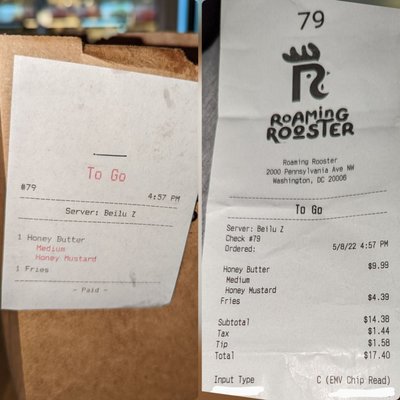 To Go
#79
4:57 PM
Server: Beilu Z
1 Honey Butter
Medium
Honey Mustard
1 Fries
- Paid -
79
ROAMING
ROOSTER
Roaming Rooster
2000 Pennsylvania Ave NW
Washington, DC 20006
To Go
Server: Beilu Z
Check #79
Ordered: 5/8/22 4:57 PM
Honey Butter $9.99
Medium
Honey Mustard
Fries $4.39
Subtotal $14.38
Tax $1.44
Tip $1.58
Total $17.40
Input Type C (EMV Chip Read)